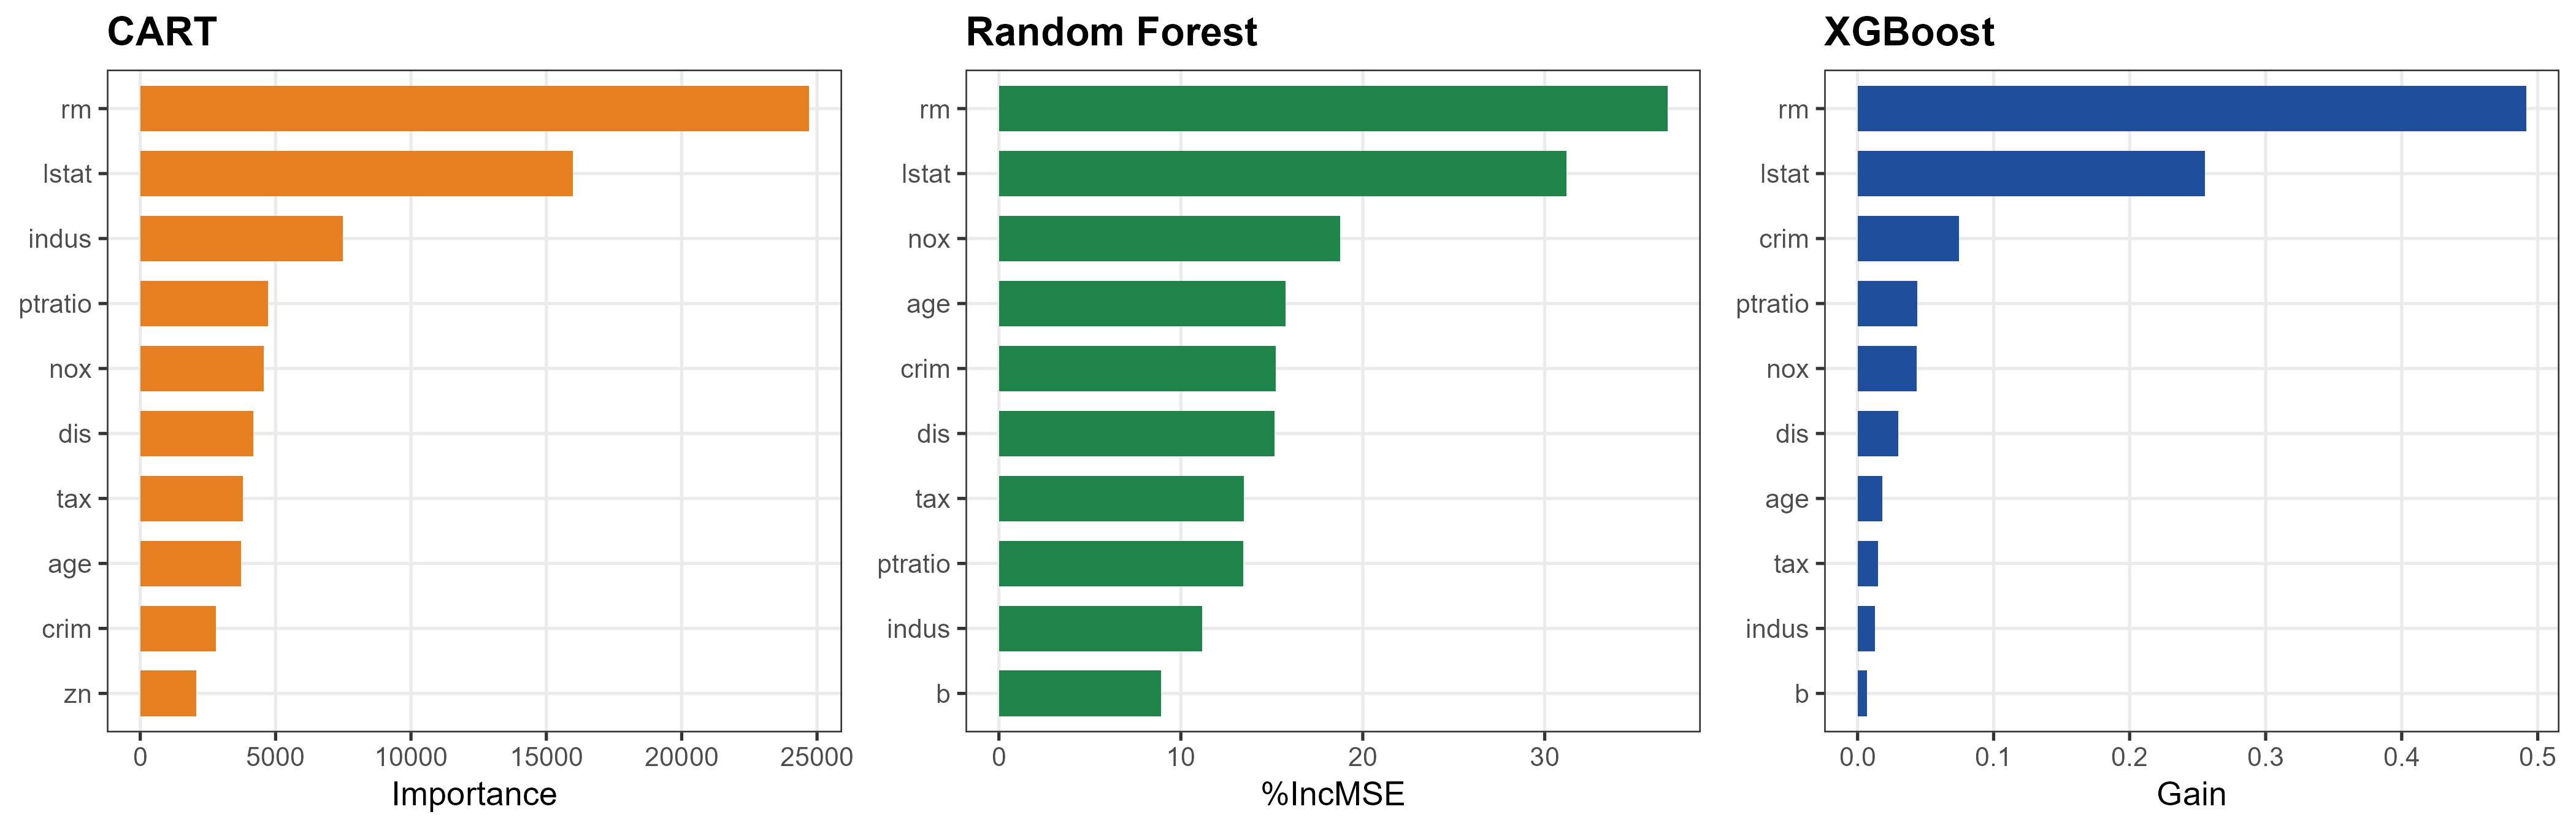 CART
rm
lstat
indus
ptratio
nox
dis
tax
age
crim
zn
0 5000 10000 15000 20000 25000
Importance
Random Forest
rm
lstat
nox
age
crim
dis
tax
ptratio
indus
b
0 10 20 30
%IncMSE
XGBoost
rm
lstat
crim
ptratio
nox
dis
age
tax
indus
b
0.0 0.1 0.2 0.3 0.4 0.5
Gain